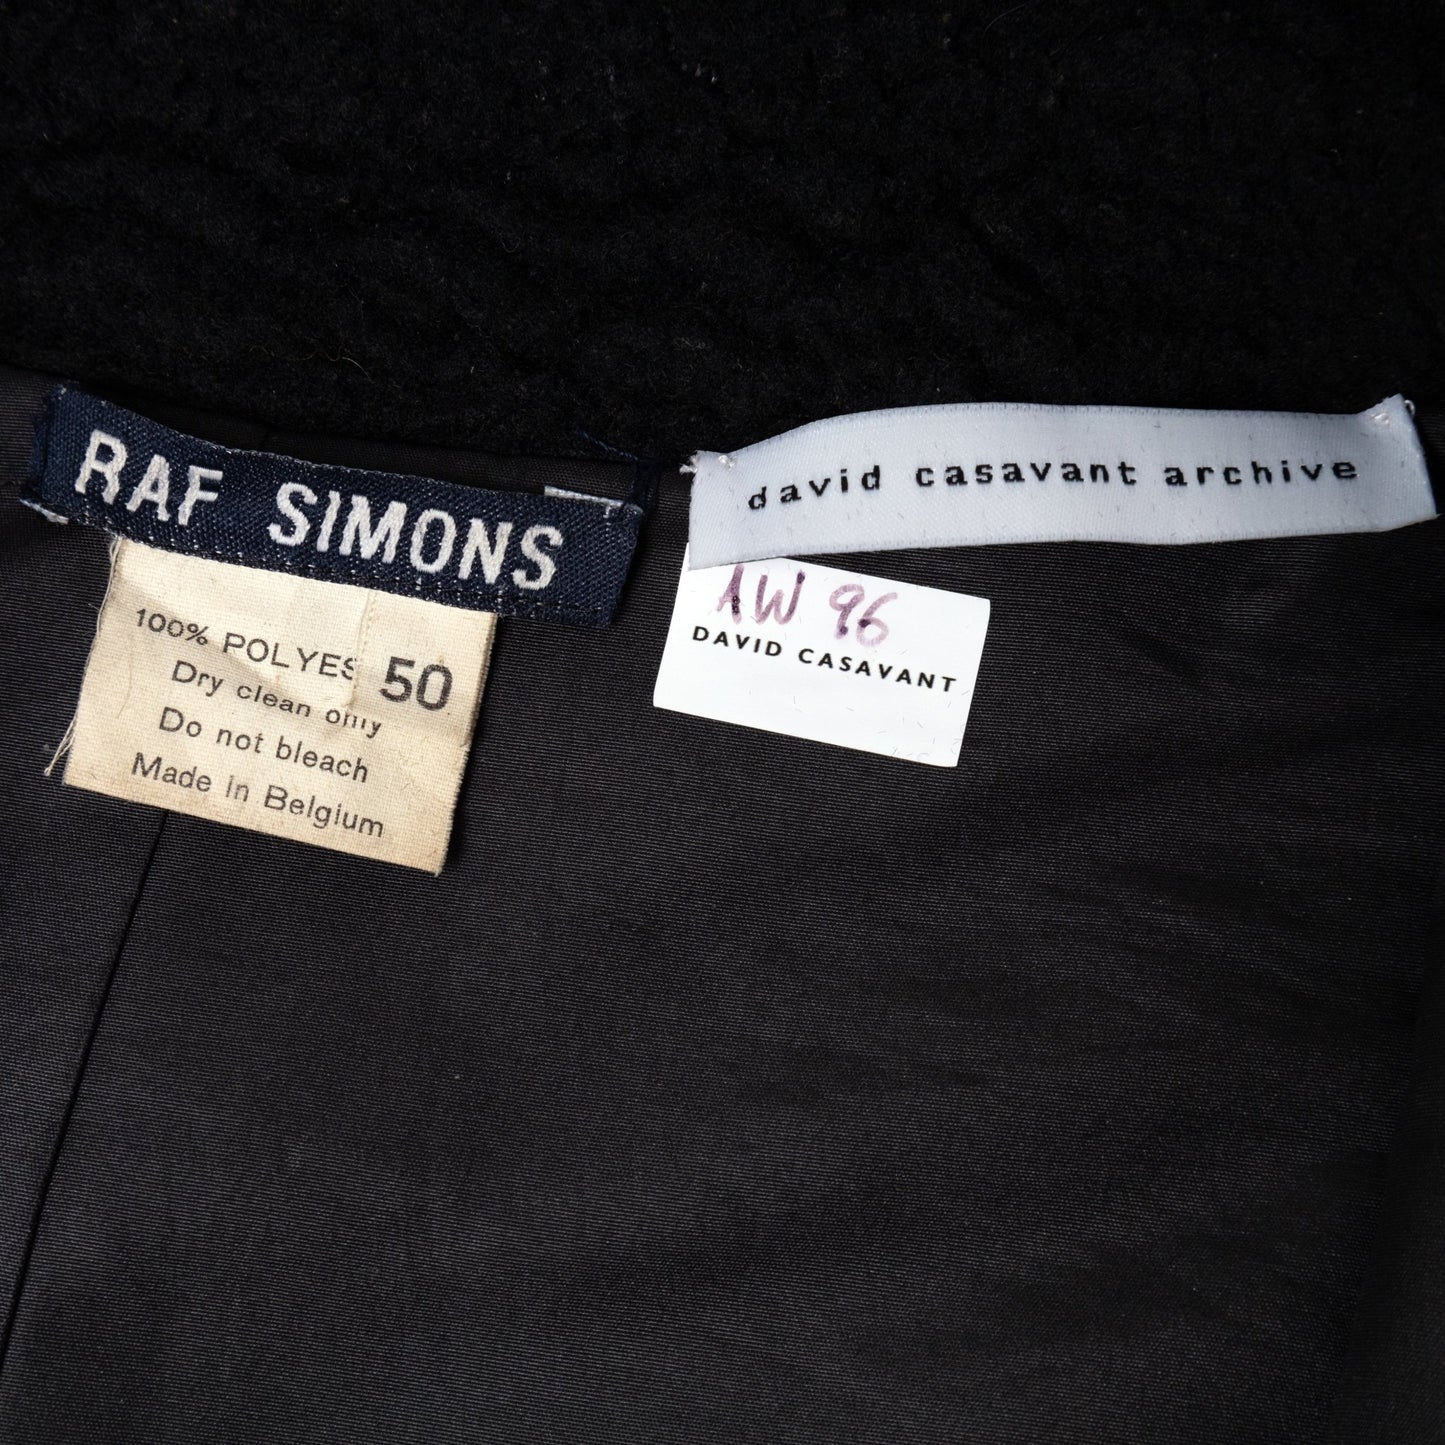 RAF SIMONS
100% POLYES 50
Dry clean only
Do not bleach
Made in Belgium
david casavant archive
AW 96
DAVID CASAVANT